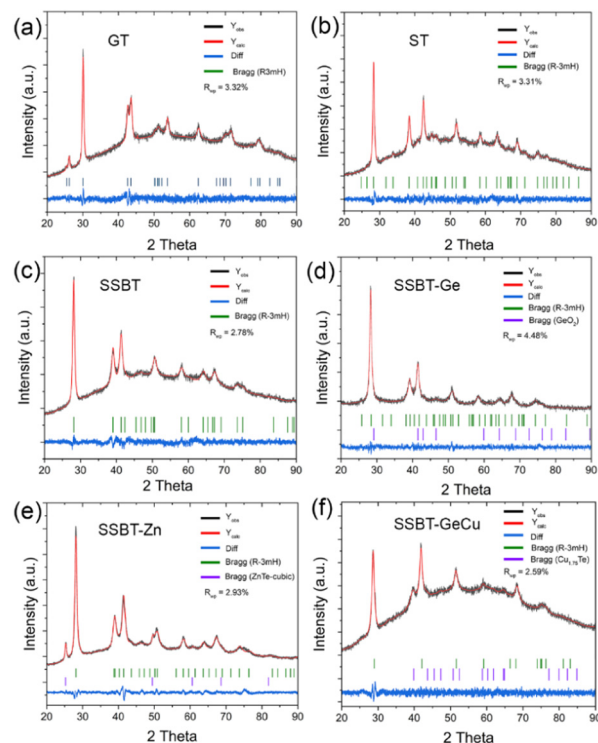 (a)
GT
Yobs
Ycalc
Diff
Bragg (R3mH)
Rwp = 3.32%
Intensity (a.u.)
20 30 40 50 60 70 80 90
2 Theta
(b)
ST
Yobs
Ycalc
Diff
Bragg (R-3mH)
Rwp = 3.31%
Intensity (a.u.)
20 30 40 50 60 70 80 90
2 Theta
(c)
SSBT
Yobs
Ycalc
Diff
Bragg (R-3mH)
Rwp = 2.78%
Intensity (a.u.)
20 30 40 50 60 70 80 90
2 Theta
(d)
SSBT-Ge
Yobs
Ycalc
Diff
Bragg (R-3mH)
Bragg (GeO2)
Rwp = 4.48%
Intensity (a.u.)
20 30 40 50 60 70 80 90
2 Theta
(e)
SSBT-Zn
Yobs
Ycalc
Diff
Bragg (R-3mH)
Bragg (ZnTe-cubic)
Rwp = 2.93%
Intensity (a.u.)
20 30 40 50 60 70 80 90
2 Theta
(f)
SSBT-GeCu
Yobs
Ycalc
Diff
Bragg (R-3mH)
Bragg (Cu1.75Te)
Rwp = 2.59%
Intensity (a.u.)
20 30 40 50 60 70 80 90
2 Theta